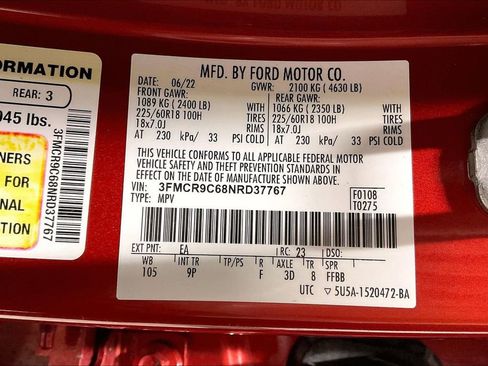 ORMATION
REAR: 3
945 lbs.
NERS
FOR
NAL
ATION
3FMCR9C68NRD37767
MFD. BY FORD MOTOR CO.
DATE: 06/22 GVWR: 2100 KG ( 4630 LB)
FRONT GAWR: REAR GAWR:
1089 KG ( 2400 LB) WITH 1066 KG ( 2350 LB) WITH
225/60R18 100H TIRES 225/60R18 100H TIRES
18x7.0J RIMS 18x7.0J RIMS
AT 230 kPa/ 33 PSI COLD AT 230 kPa/ 33 PSI COLD
THIS VEHICLE CONFORMS TO ALL APPLICABLE FEDERAL MOTOR
VEHICLE SAFETY AND THEFT PREVENTION STANDARDS IN
EFFECT ON THE DATE OF MANUFACTURE SHOWN ABOVE.
VIN: 3FMCR9C68NRD37767 F0108
TYPE: MPV T0275
EXT PNT: EA RC: 23 DSO:
WB INT TR TP/PS R AXLE TR SPR
105 9P F 3D 8 FFBB
UTC 5U5A-1520472-BA